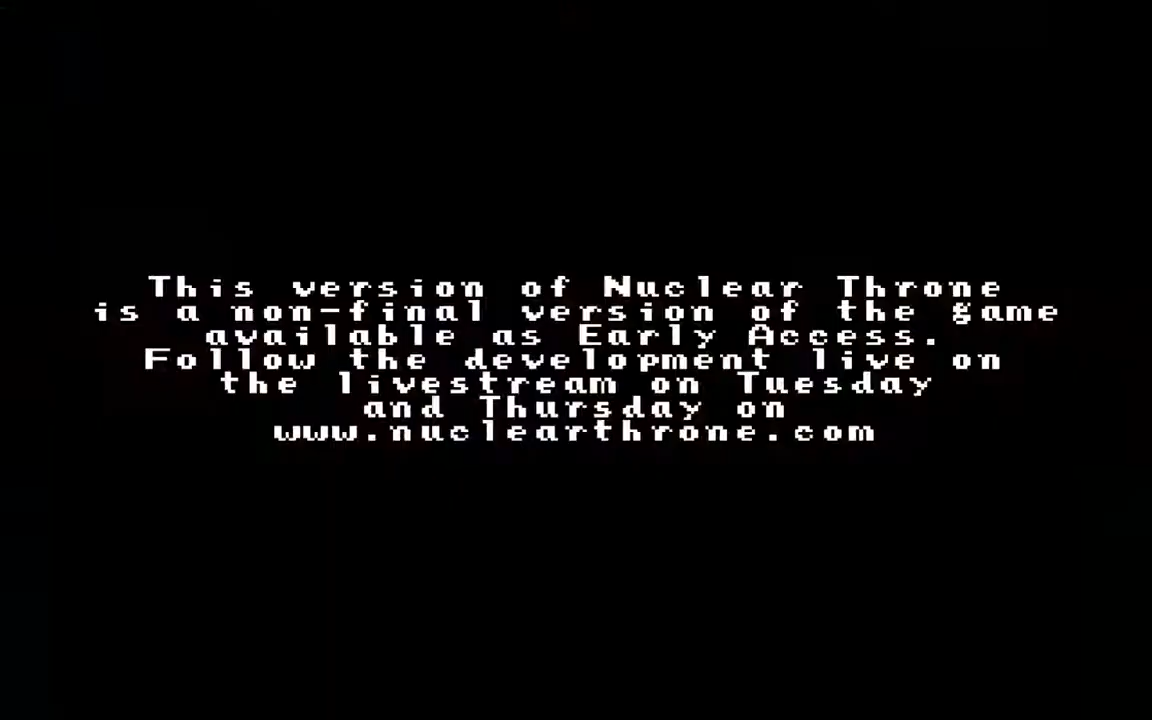 This version of Nuclear Throne
is a non-final version of the game
available as Early Access.
Follow the development live on
the livestream on Tuesday
and Thursday on
www.nuclearthrone.com